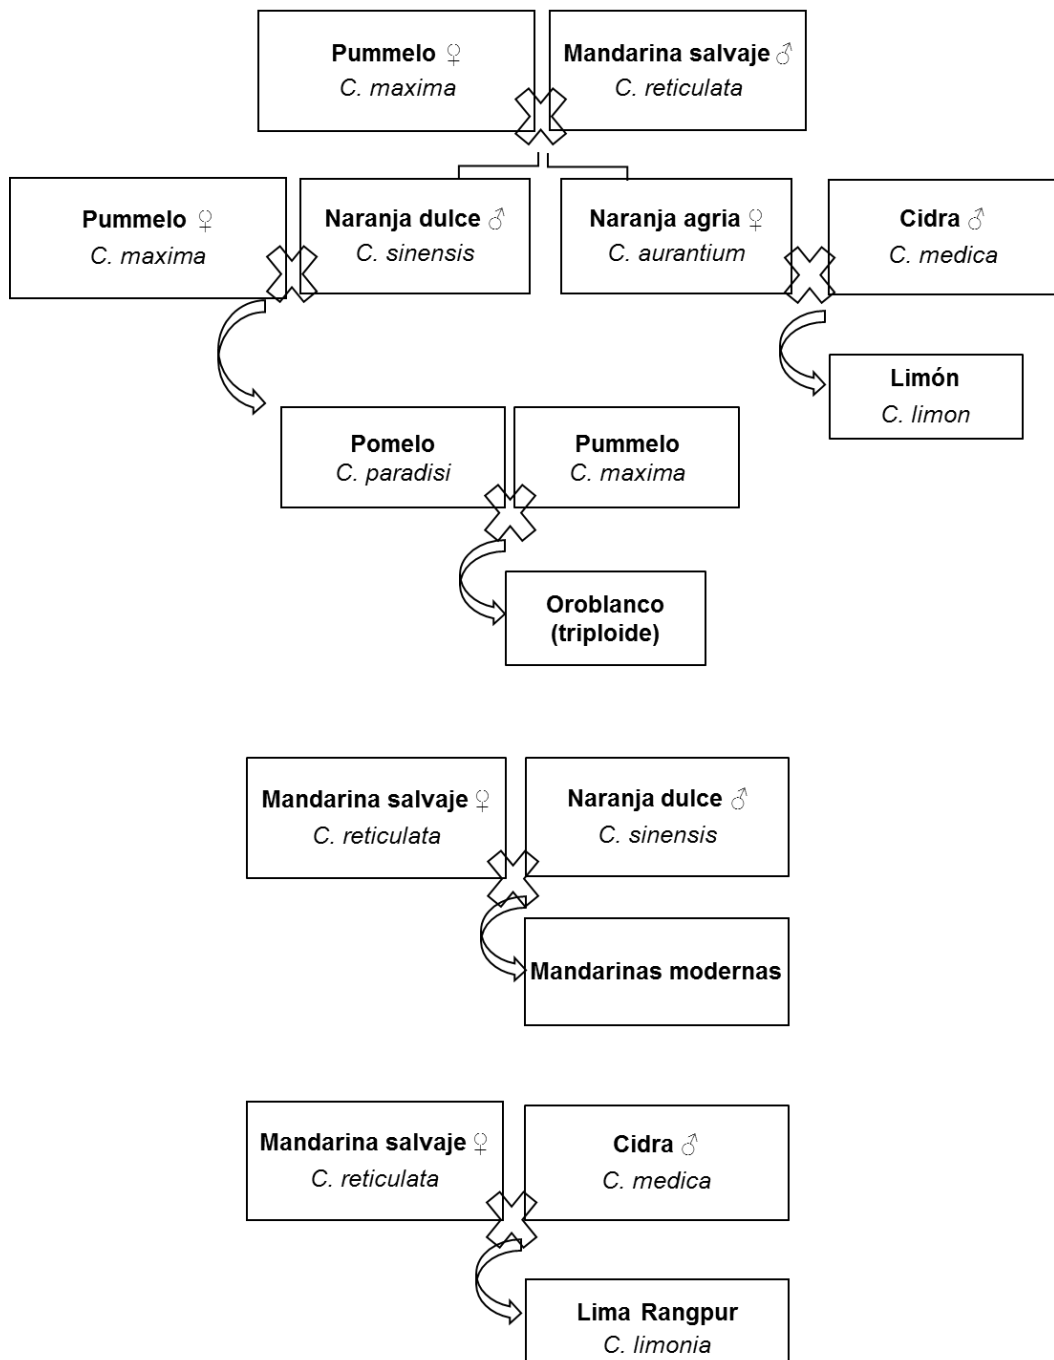 Pummelo ♀
C. maxima
Mandarina salvaje ♂
C. reticulata
Pummelo ♀
C. maxima
Naranja dulce ♂
C. sinensis
Naranja agria ♀
C. aurantium
Cidra ♂
C. medica
Limón
C. limon
Pomelo
C. paradisi
Pummelo
C. maxima
Oroblanco
(triploide)
Mandarina salvaje ♀
C. reticulata
Naranja dulce ♂
C. sinensis
Mandarinas modernas
Mandarina salvaje ♀
C. reticulata
Cidra ♂
C. medica
Lima Rangpur
C. limonia